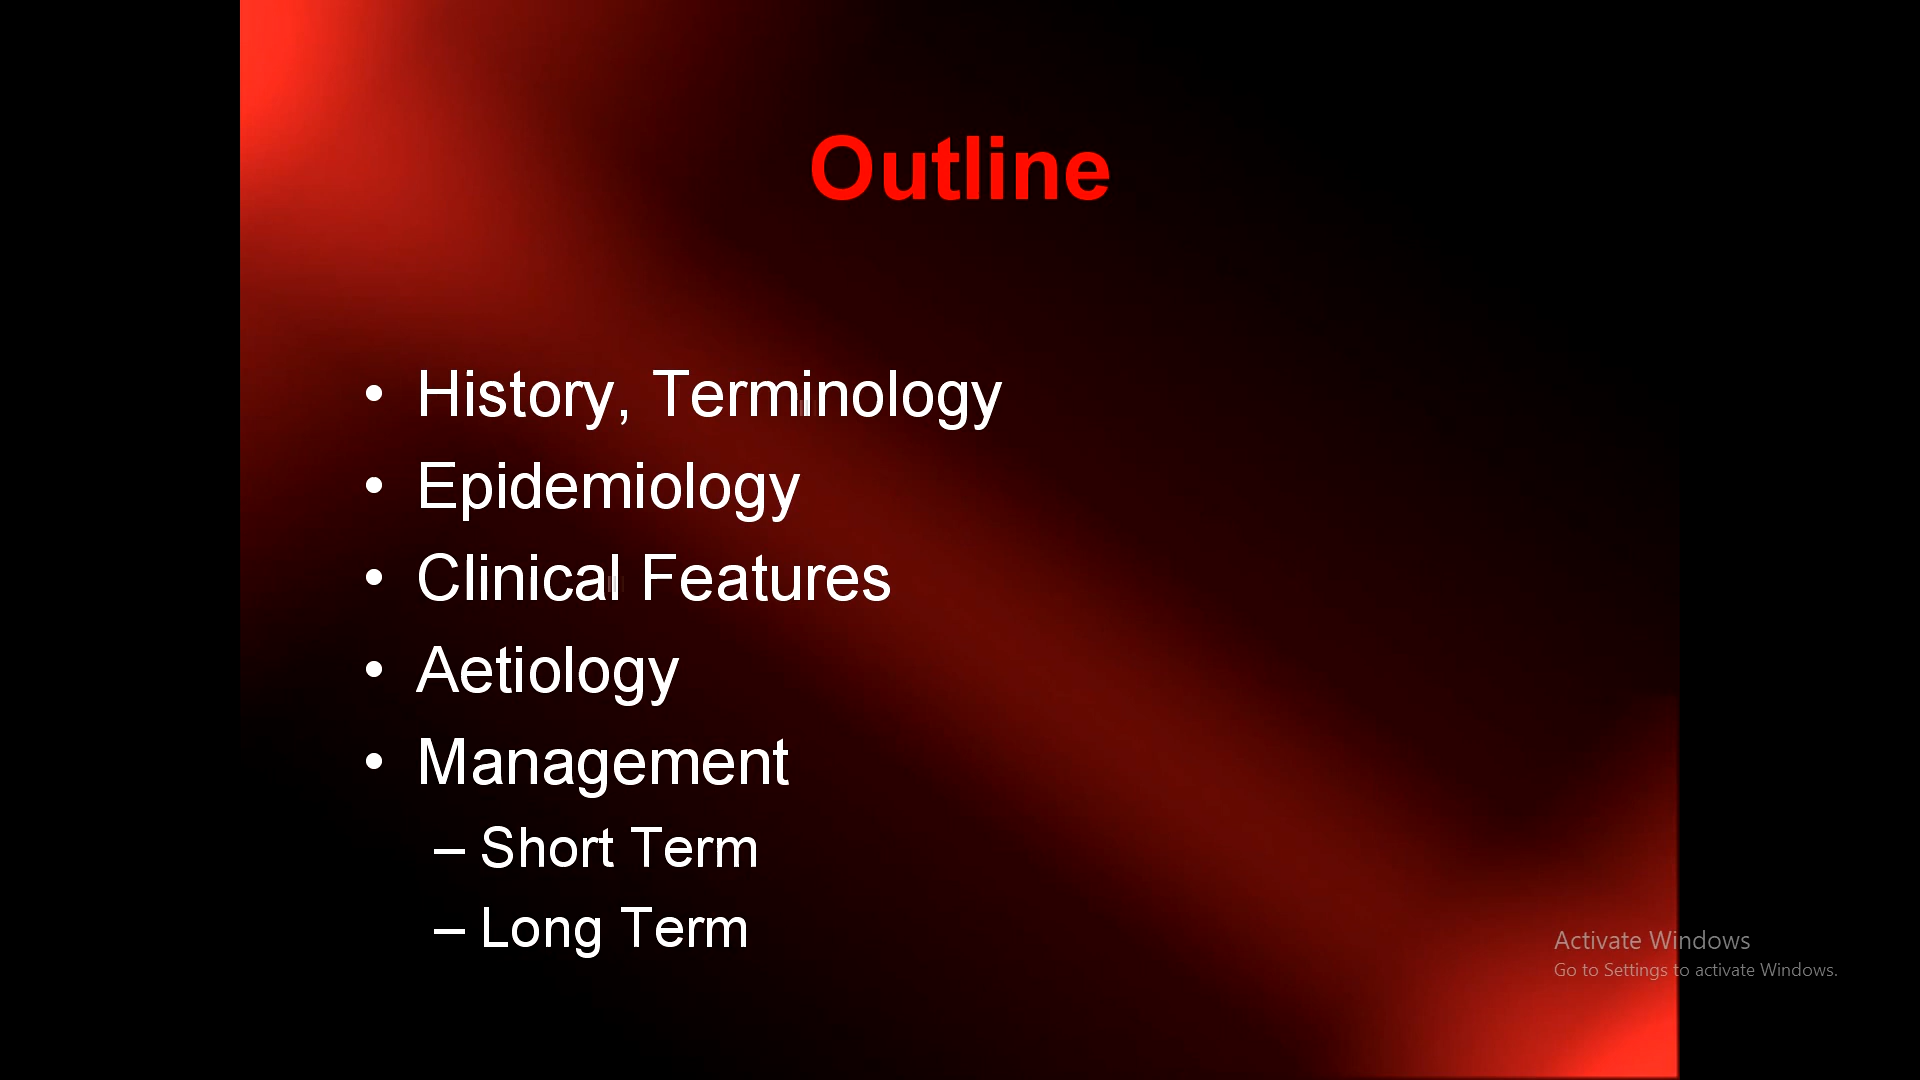 Outline
• History, Terminology
• Epidemiology
• Clinical Features
• Aetiology
• Management
– Short Term
– Long Term
Activate Windows
Go to Settings to activate Windows.